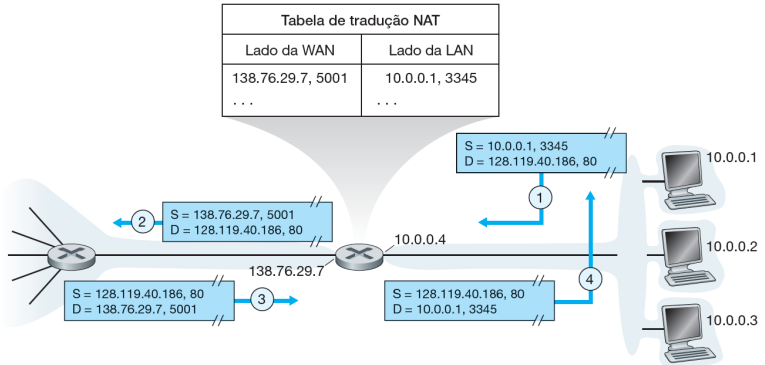 Tabela de tradução NAT
Lado da WAN
Lado da LAN
138.76.29.7, 5001
10.0.0.1, 3345
. . .
. . .
S = 10.0.0.1, 3345
D = 128.119.40.186, 80
1
10.0.0.1
S = 138.76.29.7, 5001
D = 128.119.40.186, 80
2
10.0.0.4
10.0.0.2
138.76.29.7
S = 128.119.40.186, 80
D = 138.76.29.7, 5001
3
S = 128.119.40.186, 80
D = 10.0.0.1, 3345
4
10.0.0.3